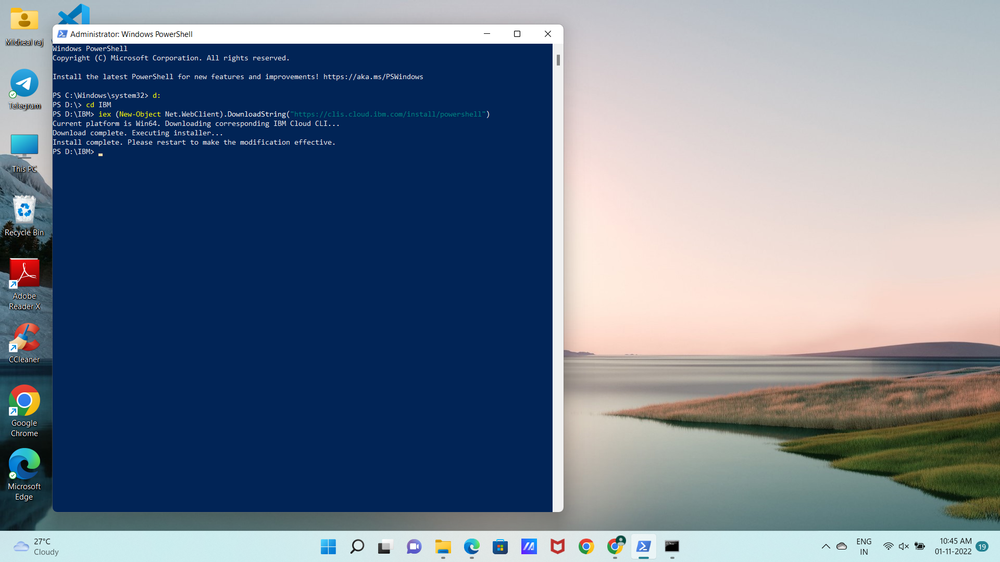 Micheal raj
Telegram
This PC
Recycle Bin
Adobe
Reader X
CCleaner
Google
Chrome
Microsoft
Edge
Administrator: Windows PowerShell
Windows PowerShell
Copyright (C) Microsoft Corporation. All rights reserved.
Install the latest PowerShell for new features and improvements! https://aka.ms/PSWindows
PS C:\Windows\system32> d:
PS D:\> cd IBM
PS D:\IBM> iex (New-Object Net.WebClient).DownloadString("https://clis.cloud.ibm.com/install/powershell")
Current platform is Win64. Downloading corresponding IBM Cloud CLI...
Download complete. Executing installer...
Install complete. Please restart to make the modification effective.
PS D:\IBM>
27°C
Cloudy
ENG
IN
10:45 AM
01-11-2022
19